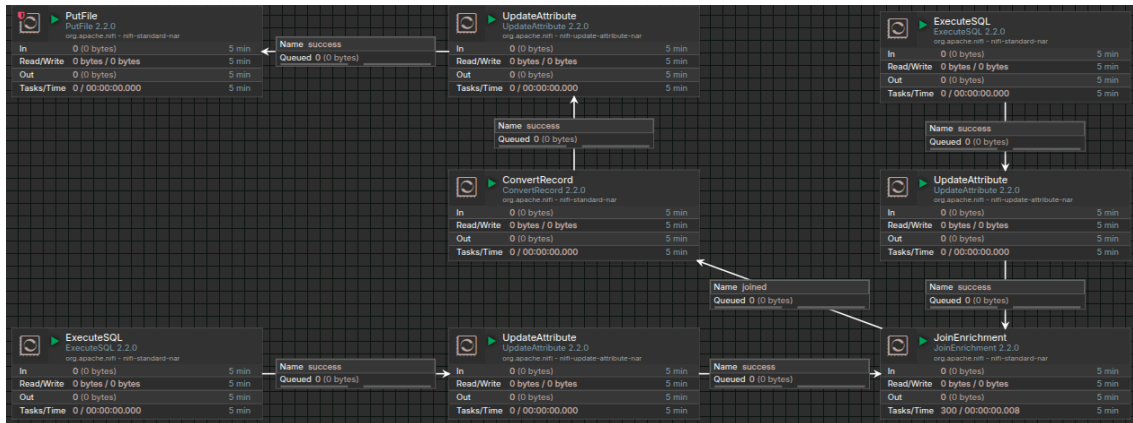 PutFile
PutFile 2.2.0
org.apache.nifi - nifi-standard-nar
In 0 (0 bytes) 5 min
Read/Write 0 bytes / 0 bytes 5 min
Out 0 (0 bytes) 5 min
Tasks/Time 0 / 00:00:00.000 5 min
Name success
Queued 0 (0 bytes)
UpdateAttribute
UpdateAttribute 2.2.0
org.apache.nifi - nifi-update-attribute-nar
In 0 (0 bytes) 5 min
Read/Write 0 bytes / 0 bytes 5 min
Out 0 (0 bytes) 5 min
Tasks/Time 0 / 00:00:00.000 5 min
ExecuteSQL
ExecuteSQL 2.2.0
org.apache.nifi - nifi-standard-nar
In 0 (0 bytes) 5 min
Read/Write 0 bytes / 0 bytes 5 min
Out 0 (0 bytes) 5 min
Tasks/Time 0 / 00:00:00.000 5 min
Name success
Queued 0 (0 bytes)
Name success
Queued 0 (0 bytes)
ConvertRecord
ConvertRecord 2.2.0
org.apache.nifi - nifi-standard-nar
In 0 (0 bytes) 5 min
Read/Write 0 bytes / 0 bytes 5 min
Out 0 (0 bytes) 5 min
Tasks/Time 0 / 00:00:00.000 5 min
UpdateAttribute
UpdateAttribute 2.2.0
org.apache.nifi - nifi-update-attribute-nar
In 0 (0 bytes) 5 min
Read/Write 0 bytes / 0 bytes 5 min
Out 0 (0 bytes) 5 min
Tasks/Time 0 / 00:00:00.000 5 min
Name joined
Queued 0 (0 bytes)
Name success
Queued 0 (0 bytes)
ExecuteSQL
ExecuteSQL 2.2.0
org.apache.nifi - nifi-standard-nar
In 0 (0 bytes) 5 min
Read/Write 0 bytes / 0 bytes 5 min
Out 0 (0 bytes) 5 min
Tasks/Time 0 / 00:00:00.000 5 min
Name success
Queued 0 (0 bytes)
UpdateAttribute
UpdateAttribute 2.2.0
org.apache.nifi - nifi-update-attribute-nar
In 0 (0 bytes) 5 min
Read/Write 0 bytes / 0 bytes 5 min
Out 0 (0 bytes) 5 min
Tasks/Time 0 / 00:00:00.000 5 min
Name success
Queued 0 (0 bytes)
JoinEnrichment
JoinEnrichment 2.2.0
org.apache.nifi - nifi-standard-nar
In 0 (0 bytes) 5 min
Read/Write 0 bytes / 0 bytes 5 min
Out 0 (0 bytes) 5 min
Tasks/Time 300 / 00:00:00.008 5 min